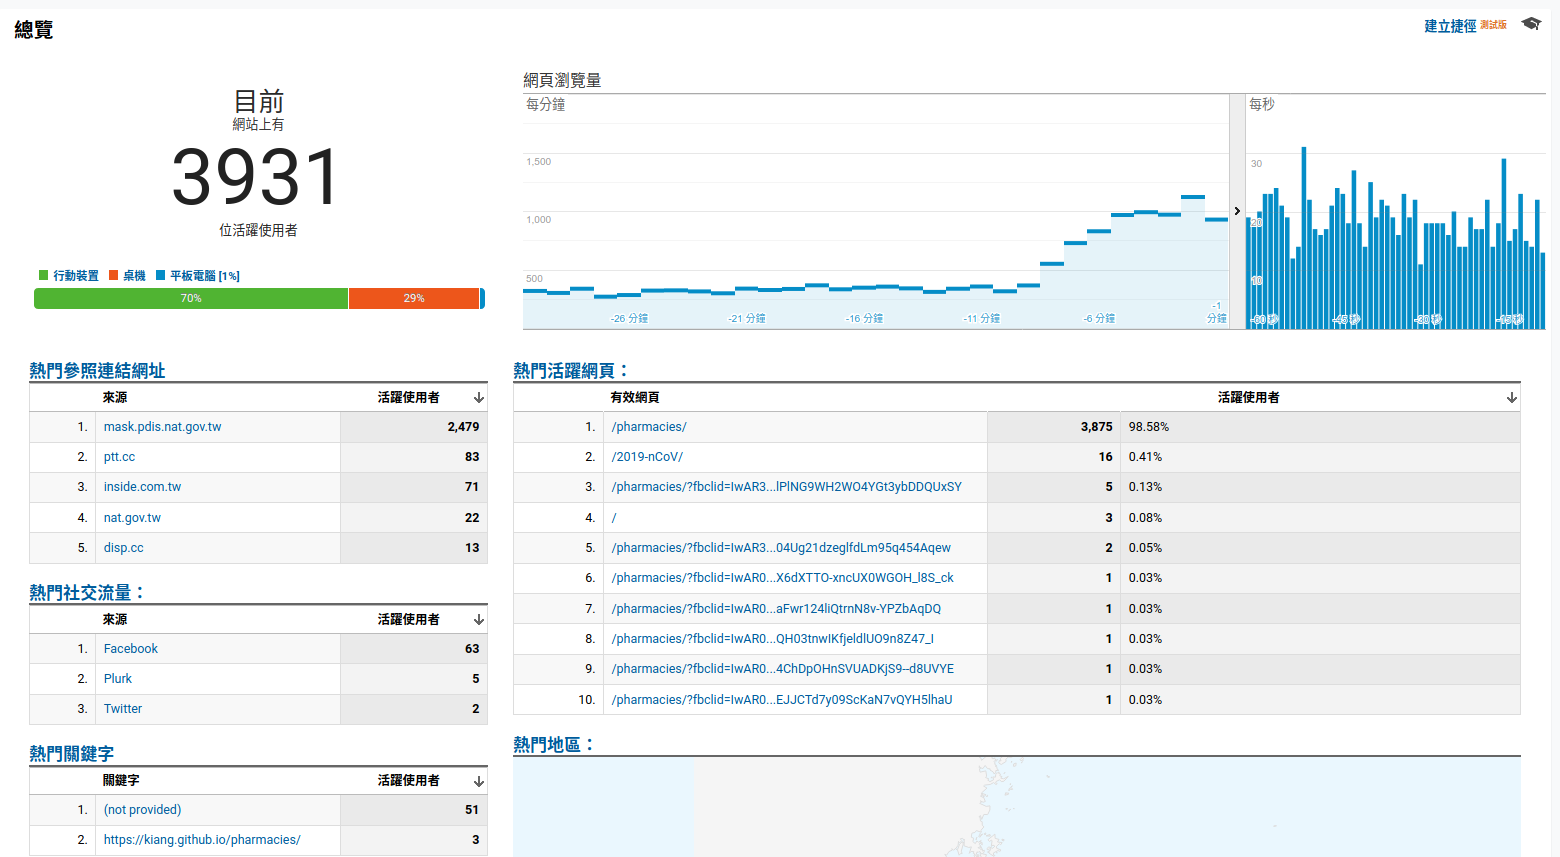 總覽
建立捷徑 測試版
目前
網站上有
3931
位活躍使用者
行動裝置 桌機 平板電腦 [1%]
70% 29%
網頁瀏覽量
每分鐘
1,500
1,000
500
-26 分鐘 -21 分鐘 -16 分鐘 -11 分鐘 -6 分鐘 -1 分鐘
每秒
30
20
10
-60 秒 -45 秒 -30 秒 -15 秒
熱門參照連結網址
來源 活躍使用者
1. mask.pdis.nat.gov.tw 2,479
2. ptt.cc 83
3. inside.com.tw 71
4. nat.gov.tw 22
5. disp.cc 13
熱門社交流量：
來源 活躍使用者
1. Facebook 63
2. Plurk 5
3. Twitter 2
熱門關鍵字
關鍵字 活躍使用者
1. (not provided) 51
2. https://kiang.github.io/pharmacies/ 3
熱門活躍網頁：
有效網頁 活躍使用者
1. /pharmacies/ 3,875 98.58%
2. /2019-nCoV/ 16 0.41%
3. /pharmacies/?fbclid=IwAR3...lPlNG9WH2WO4YGt3ybDDQUxSY 5 0.13%
4. / 3 0.08%
5. /pharmacies/?fbclid=IwAR3...04Ug21dzeglfdLm95q454Aqew 2 0.05%
6. /pharmacies/?fbclid=IwAR0...X6dXTTO-xncUX0WGOH_l8S_ck 1 0.03%
7. /pharmacies/?fbclid=IwAR0...aFwr124liQtrnN8v-YPZbAqDQ 1 0.03%
8. /pharmacies/?fbclid=IwAR0...QH03tnwIKfjeldlUO9n8Z47_I 1 0.03%
9. /pharmacies/?fbclid=IwAR0...4ChDpOHnSVUADKjS9--d8UVYE 1 0.03%
10. /pharmacies/?fbclid=IwAR0...EJJCTd7y09ScKaN7vQYH5lhaU 1 0.03%
熱門地區：